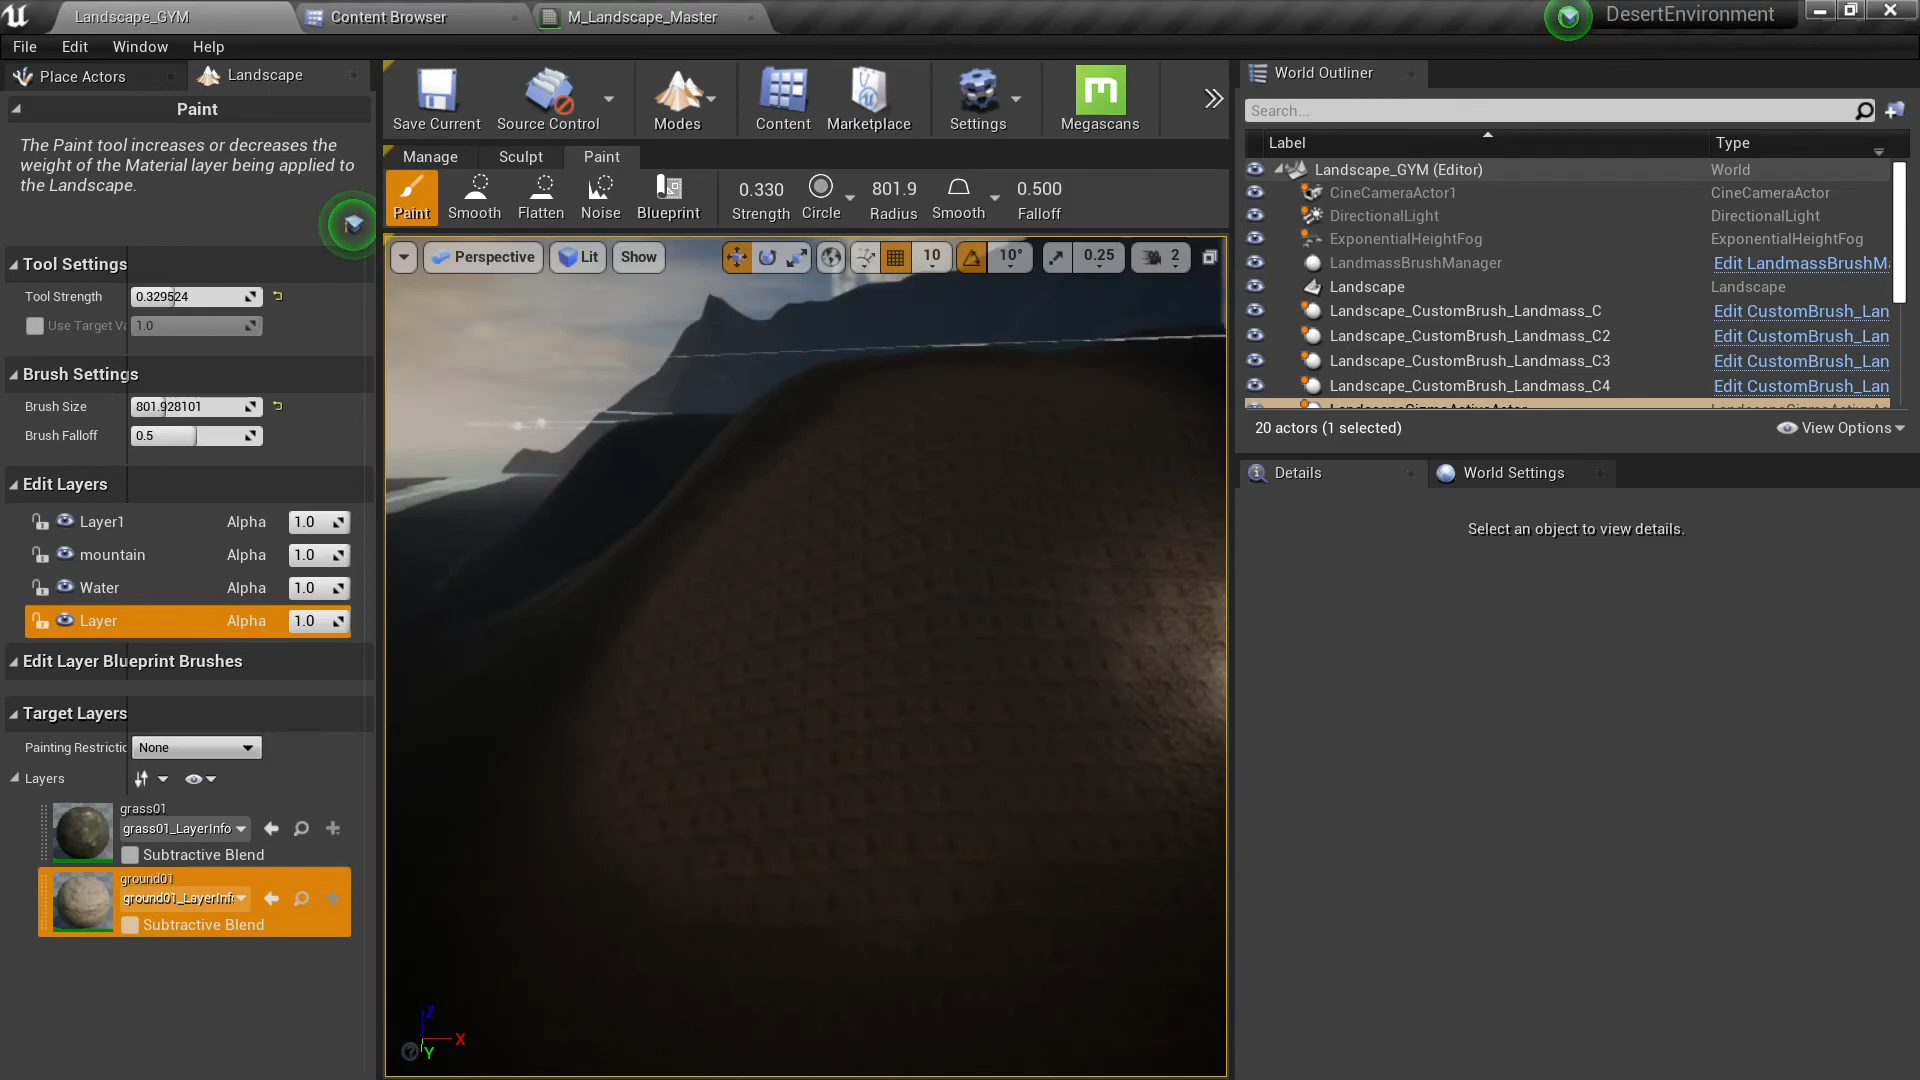 Landscape_GYM
Content Browser
M_Landscape_Master
DesertEnvironment
File
Edit
Window
Help
Place Actors
Landscape
Paint
The Paint tool increases or decreases the
weight of the Material layer being applied to
the Landscape.
Tool Settings
Tool Strength
0.329524
Use Target Va
1.0
Brush Settings
Brush Size
801.928101
Brush Falloff
0.5
Edit Layers
Layer1
Alpha
1.0
mountain
Alpha
1.0
Water
Alpha
1.0
Layer
Alpha
1.0
Edit Layer Blueprint Brushes
Target Layers
Painting Restrictio
None
Layers
grass01
grass01_LayerInfo
Subtractive Blend
ground01
ground01_LayerInf
Subtractive Blend
Save Current
Source Control
Modes
Content
Marketplace
Settings
Megascans
Manage
Sculpt
Paint
Paint
Smooth
Flatten
Noise
Blueprint
0.330
Strength
Circle
801.9
Radius
Smooth
0.500
Falloff
Perspective
Lit
Show
10
10°
0.25
2
Z
X
Y
World Outliner
Search...
Label
Type
Landscape_GYM (Editor)
World
CineCameraActor1
CineCameraActor
DirectionalLight
DirectionalLight
ExponentialHeightFog
ExponentialHeightFog
LandmassBrushManager
Edit LandmassBrushMa
Landscape
Landscape
Landscape_CustomBrush_Landmass_C
Edit CustomBrush_Lan
Landscape_CustomBrush_Landmass_C2
Edit CustomBrush_Lan
Landscape_CustomBrush_Landmass_C3
Edit CustomBrush_Lan
Landscape_CustomBrush_Landmass_C4
Edit CustomBrush_Lan
20 actors (1 selected)
View Options
Details
World Settings
Select an object to view details.